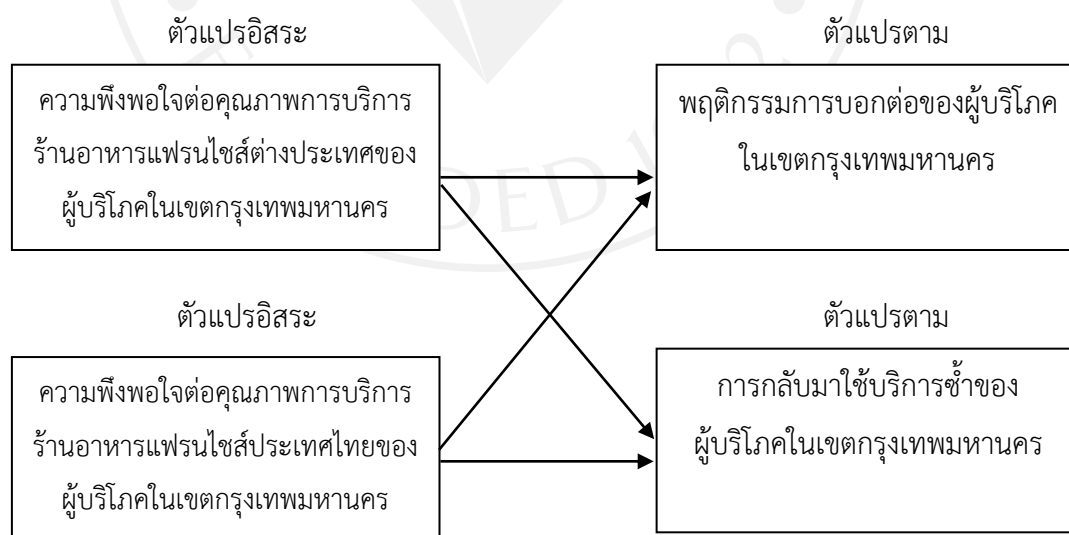 ตัวแปรอิสระ
ความพึงพอใจต่อคุณภาพการบริการ
ร้านอาหารแฟรนไชส์ต่างประเทศของ
ผู้บริโภคในเขตกรุงเทพมหานคร
ตัวแปรตาม
พฤติกรรมการบอกต่อของผู้บริโภค
ในเขตกรุงเทพมหานคร
ตัวแปรอิสระ
ความพึงพอใจต่อคุณภาพการบริการ
ร้านอาหารแฟรนไชส์ประเทศไทยของ
ผู้บริโภคในเขตกรุงเทพมหานคร
ตัวแปรตาม
การกลับมาใช้บริการซ้ำของ
ผู้บริโภคในเขตกรุงเทพมหานคร